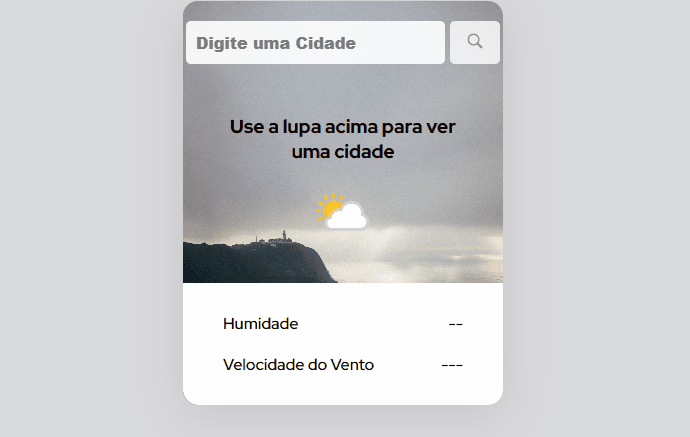 Digite uma Cidade
Use a lupa acima para ver
uma cidade
Humidade --
Velocidade do Vento ---